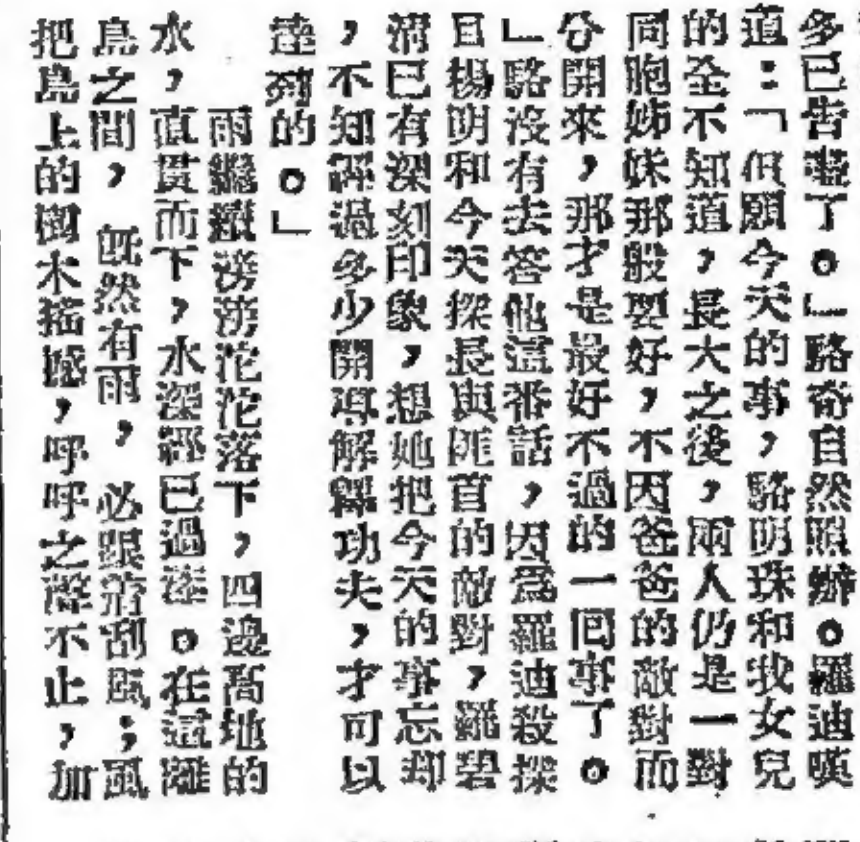 多已告嚧了。」駱奇自然照辦。羅迪嘆
道：「但願今天的事，駱明珠和我女兒
的全不知道，長大之後，兩人仍是一對
同胞姊妹那般要好，不因爸爸的敵對而
分開來，那才是最好不過的一回事了。
」駱沒有去答他這番話，因為羅迪殺探
目楊明和今天探長與匪首的敵對，羅碧
沼已有深刻印象，想她把今天的事忘却
，不知經過多少開導解釋功夫，才可以
達到的。」
雨繼續滂滂沱沱落下，四邊高地的
水，直貫而下，水深經已過膝。在這離
島之間，既然有雨，必跟着刮風；風
把島上的樹木搖撼，呼呼之聲不止，加